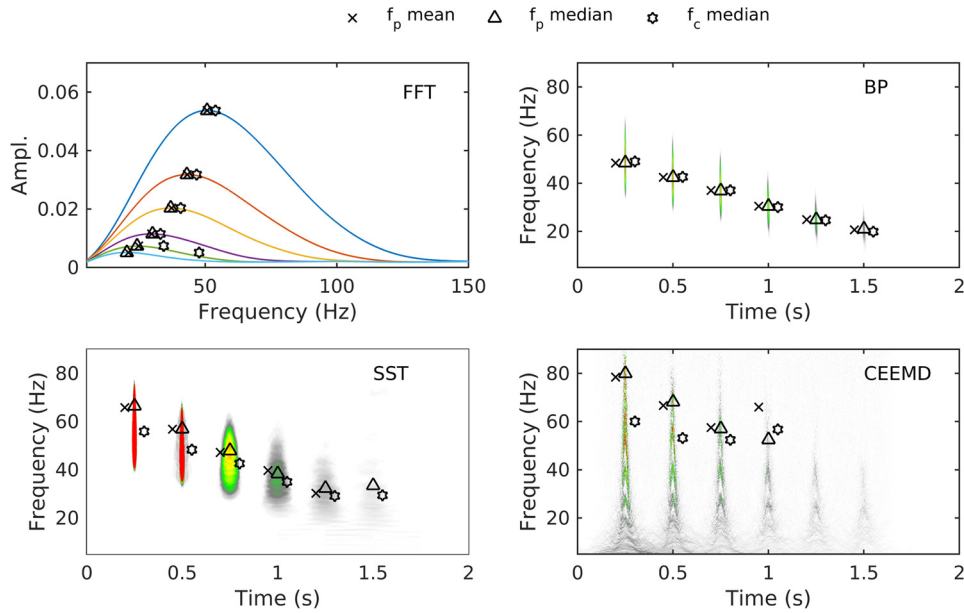 f_p mean f_p median f_c median
FFT
Ampl.
0.06
0.04
0.02
0
50 100 150
Frequency (Hz)
BP
Frequency (Hz)
80
60
40
20
0 0.5 1 1.5 2
Time (s)
SST
Frequency (Hz)
80
60
40
20
0 0.5 1 1.5 2
Time (s)
CEEMD
Frequency (Hz)
80
60
40
20
0 0.5 1 1.5 2
Time (s)